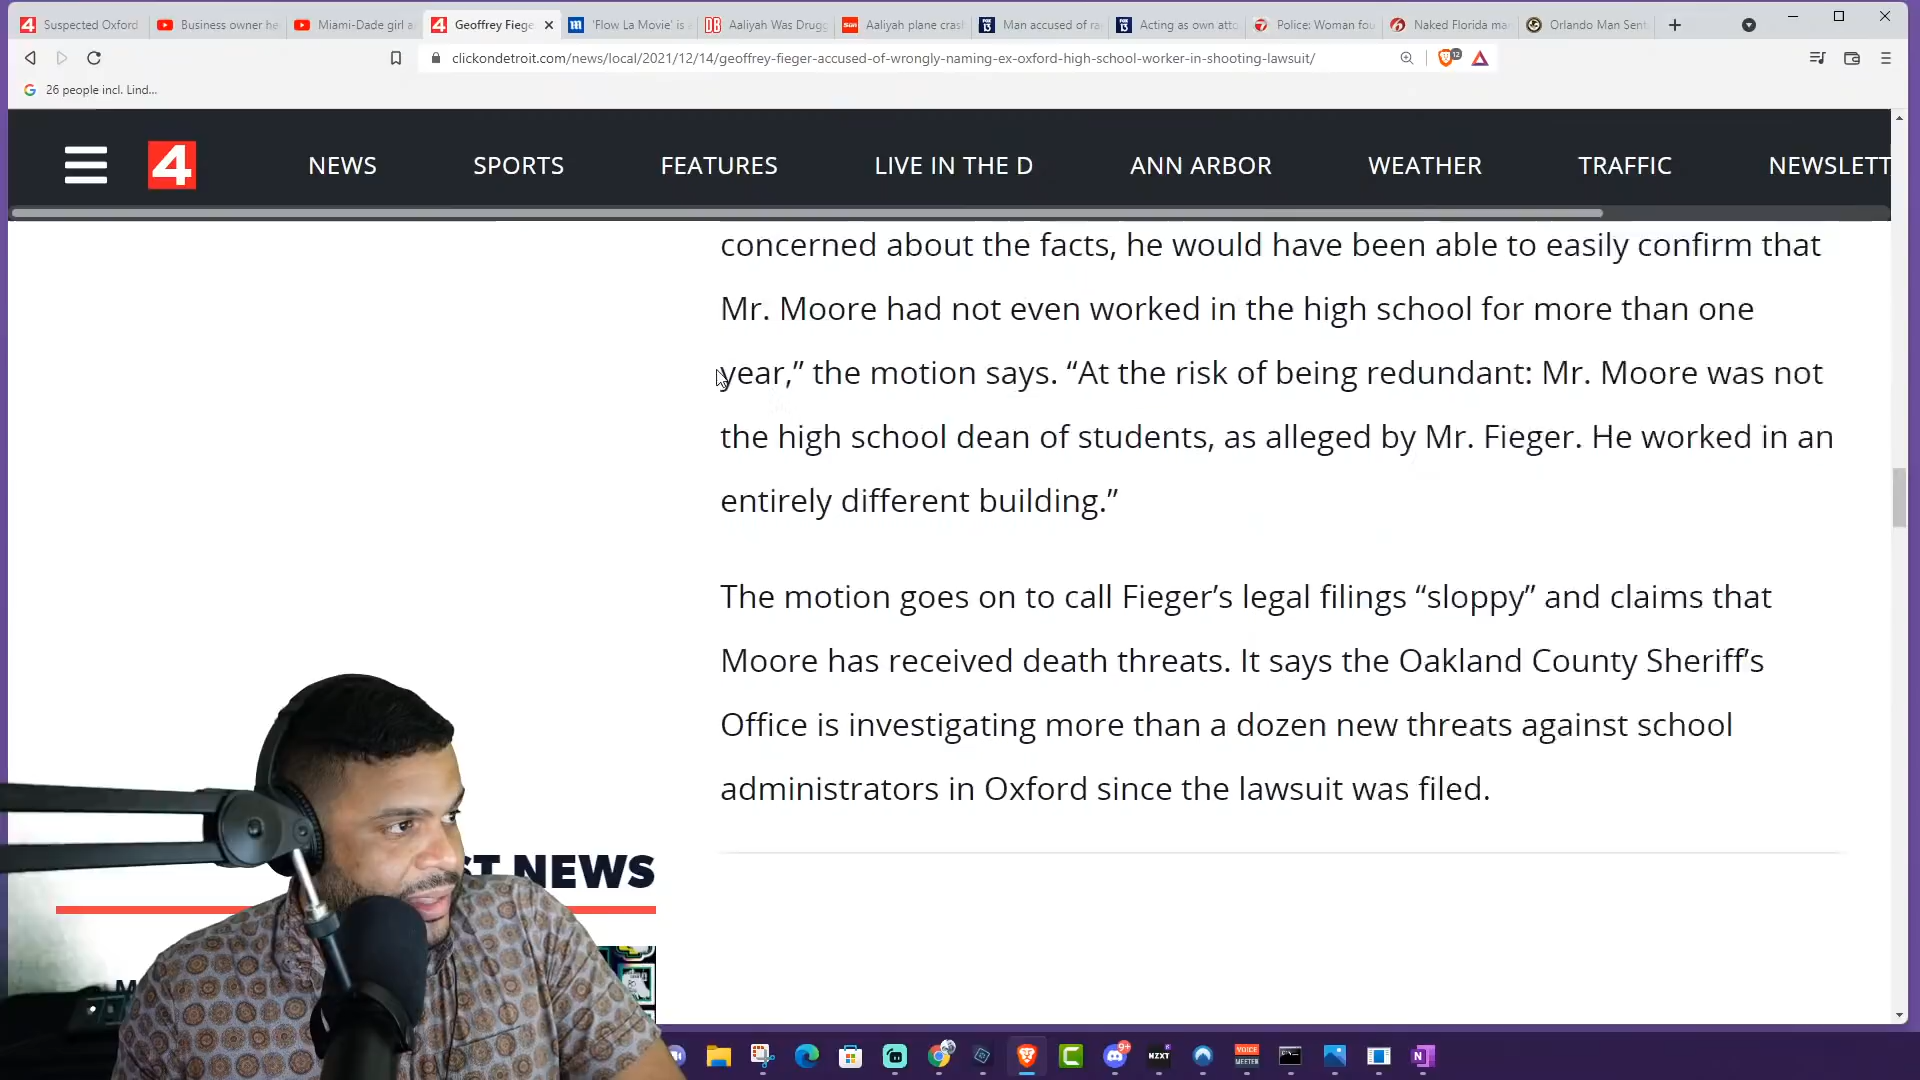 Suspected Oxford
Business owner he
Miami-Dade girl a
Geoffrey Fiege
'Flow La Movie' is
Aaliyah Was Drugg
Aaliyah plane cras
Man accused of ra
Acting as own atto
Police: Woman fou
Naked Florida ma
Orlando Man Sent
clickondetroit.com/news/local/2021/12/14/geoffrey-fieger-accused-of-wrongly-naming-ex-oxford-high-school-worker-in-shooting-lawsuit/
12
26 people incl. Lind...
4 NEWS SPORTS FEATURES LIVE IN THE D ANN ARBOR WEATHER TRAFFIC NEWSLETT
concerned about the facts, he would have been able to easily confirm that
Mr. Moore had not even worked in the high school for more than one
year,” the motion says. “At the risk of being redundant: Mr. Moore was not
the high school dean of students, as alleged by Mr. Fieger. He worked in an
entirely different building.”
The motion goes on to call Fieger’s legal filings “sloppy” and claims that
Moore has received death threats. It says the Oakland County Sheriff’s
Office is investigating more than a dozen new threats against school
administrators in Oxford since the lawsuit was filed.
ST NEWS
9+
NZXT
VOICE
MEETER